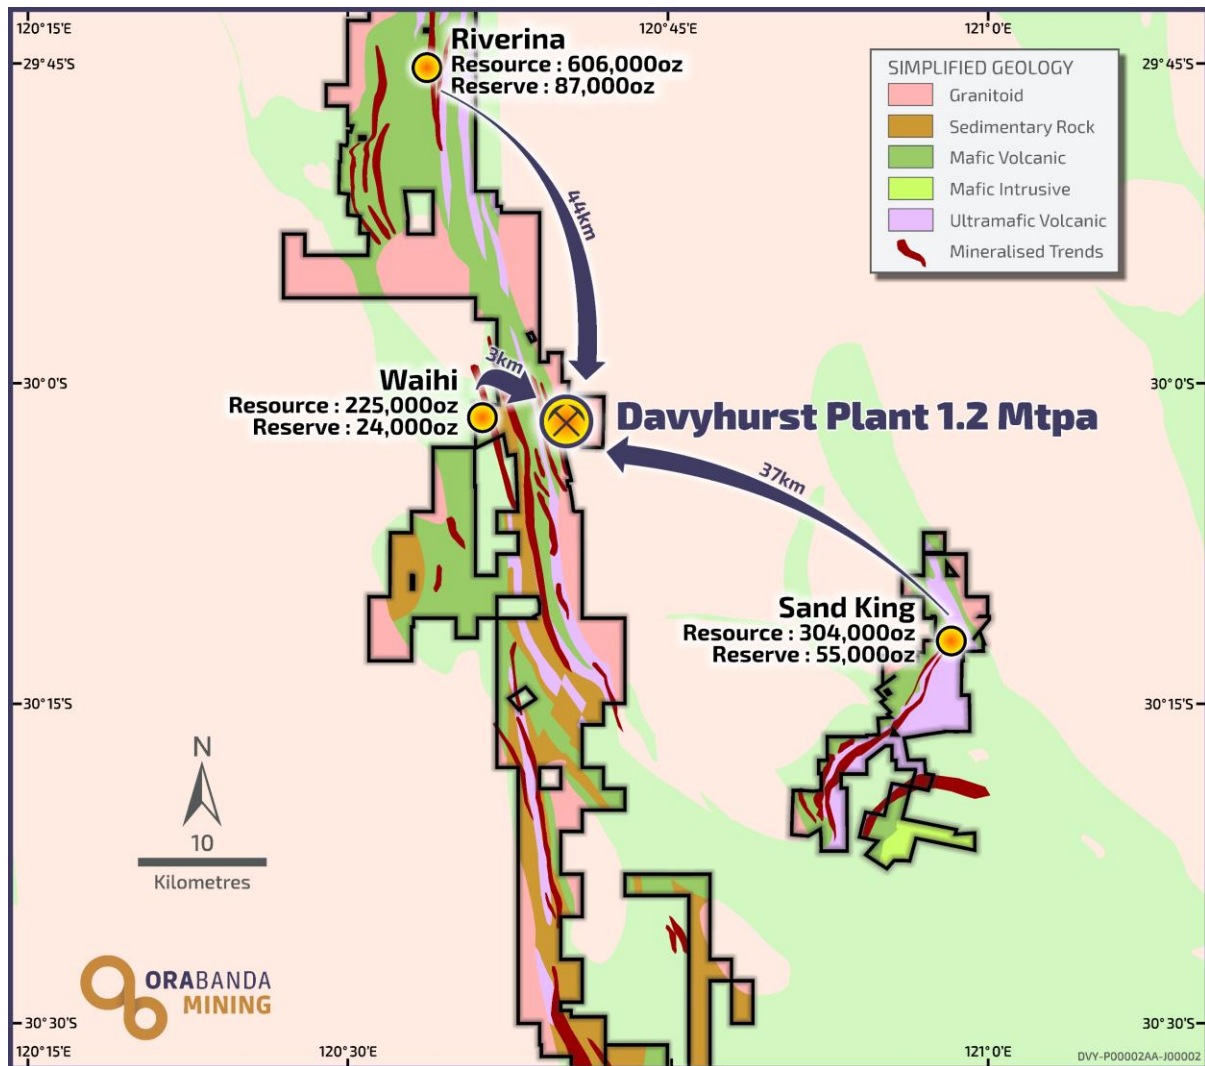 120°15'E
120°45'E
121°0'E
29°45'S
29°45'S
Riverina
Resource : 606,000oz
Reserve : 87,000oz
SIMPLIFIED GEOLOGY
Granitoid
Sedimentary Rock
Mafic Volcanic
Mafic Intrusive
Ultramafic Volcanic
Mineralised Trends
44km
30°0'S
30°0'S
3km
Waihi
Resource : 225,000oz
Reserve : 24,000oz
Davyhurst Plant 1.2 Mtpa
37km
Sand King
Resource : 304,000oz
Reserve : 55,000oz
30°15'S
30°15'S
N
10
Kilometres
ORABANDA
MINING
30°30'S
30°30'S
120°15'E
120°30'E
120°45'E
121°0'E
DVY-P00002AA-J00002